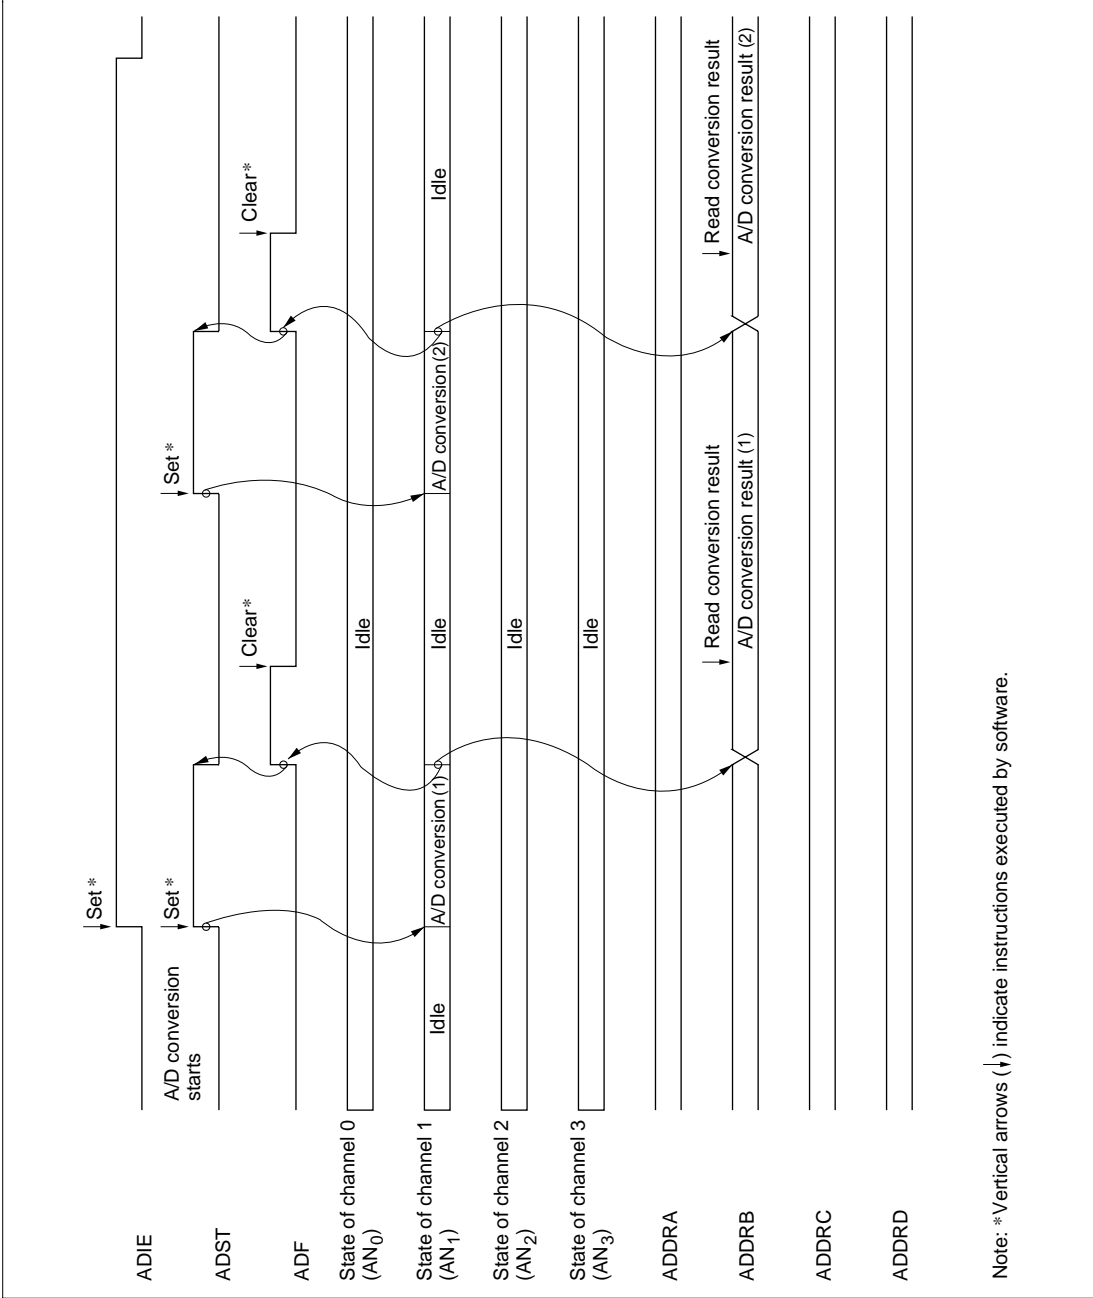 ADIE
Set *
ADST
A/D conversion
starts
Set *
Set *
ADF
Clear*
Clear*
State of channel 0
(AN0)
Idle
State of channel 1
(AN1)
Idle
A/D conversion (1)
Idle
A/D conversion (2)
Idle
State of channel 2
(AN2)
Idle
State of channel 3
(AN3)
Idle
ADDRA
ADDRB
Read conversion result
A/D conversion result (1)
Read conversion result
A/D conversion result (2)
ADDRC
ADDRD
Note: *Vertical arrows (↓) indicate instructions executed by software.